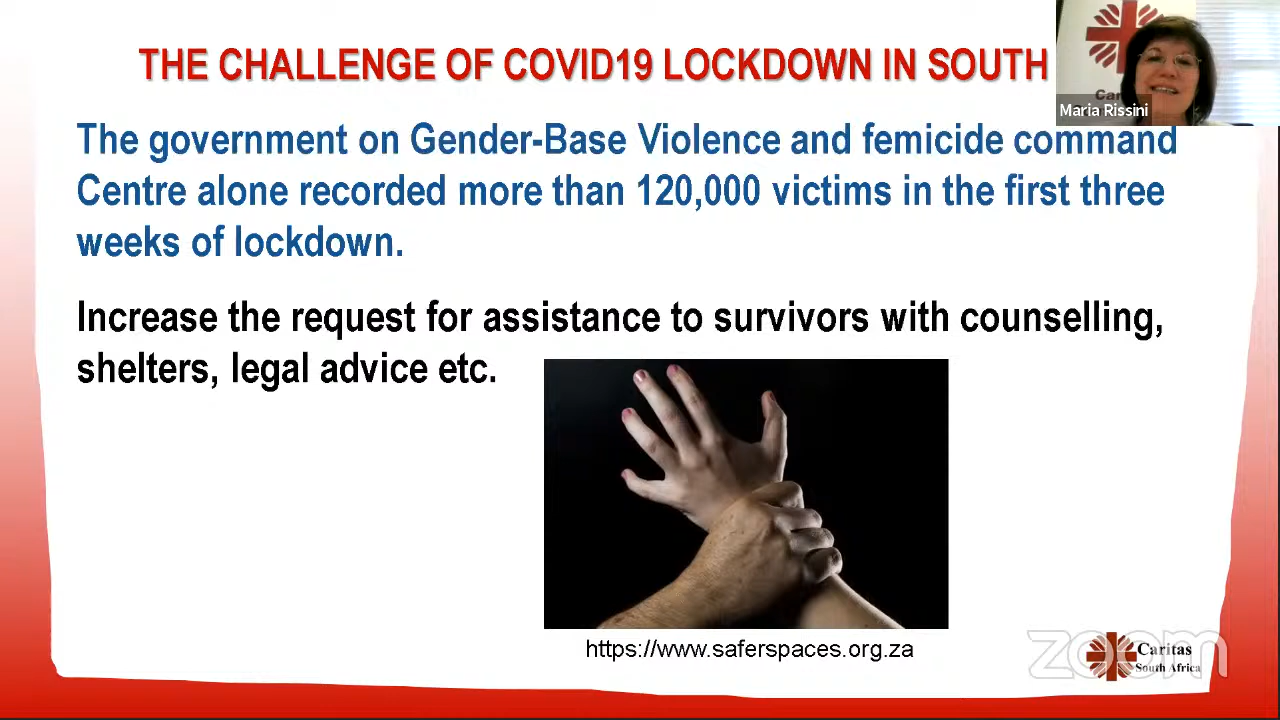 THE CHALLENGE OF COVID19 LOCKDOWN IN SOUTH
Maria Rissini
The government on Gender-Base Violence and femicide command
Centre alone recorded more than 120,000 victims in the first three
weeks of lockdown.
Increase the request for assistance to survivors with counselling,
shelters, legal advice etc.
https://www.saferspaces.org.za
zoom
Caritas
South Africa